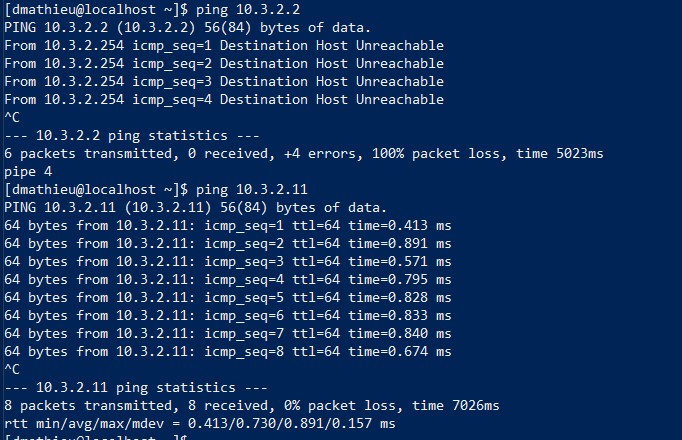 [dmathieu@localhost ~]$ ping 10.3.2.2
PING 10.3.2.2 (10.3.2.2) 56(84) bytes of data.
From 10.3.2.254 icmp_seq=1 Destination Host Unreachable
From 10.3.2.254 icmp_seq=2 Destination Host Unreachable
From 10.3.2.254 icmp_seq=3 Destination Host Unreachable
From 10.3.2.254 icmp_seq=4 Destination Host Unreachable
^C
--- 10.3.2.2 ping statistics ---
6 packets transmitted, 0 received, +4 errors, 100% packet loss, time 5023ms
pipe 4
[dmathieu@localhost ~]$ ping 10.3.2.11
PING 10.3.2.11 (10.3.2.11) 56(84) bytes of data.
64 bytes from 10.3.2.11: icmp_seq=1 ttl=64 time=0.413 ms
64 bytes from 10.3.2.11: icmp_seq=2 ttl=64 time=0.891 ms
64 bytes from 10.3.2.11: icmp_seq=3 ttl=64 time=0.571 ms
64 bytes from 10.3.2.11: icmp_seq=4 ttl=64 time=0.795 ms
64 bytes from 10.3.2.11: icmp_seq=5 ttl=64 time=0.828 ms
64 bytes from 10.3.2.11: icmp_seq=6 ttl=64 time=0.833 ms
64 bytes from 10.3.2.11: icmp_seq=7 ttl=64 time=0.840 ms
64 bytes from 10.3.2.11: icmp_seq=8 ttl=64 time=0.674 ms
^C
--- 10.3.2.11 ping statistics ---
8 packets transmitted, 8 received, 0% packet loss, time 7026ms
rtt min/avg/max/mdev = 0.413/0.730/0.891/0.157 ms